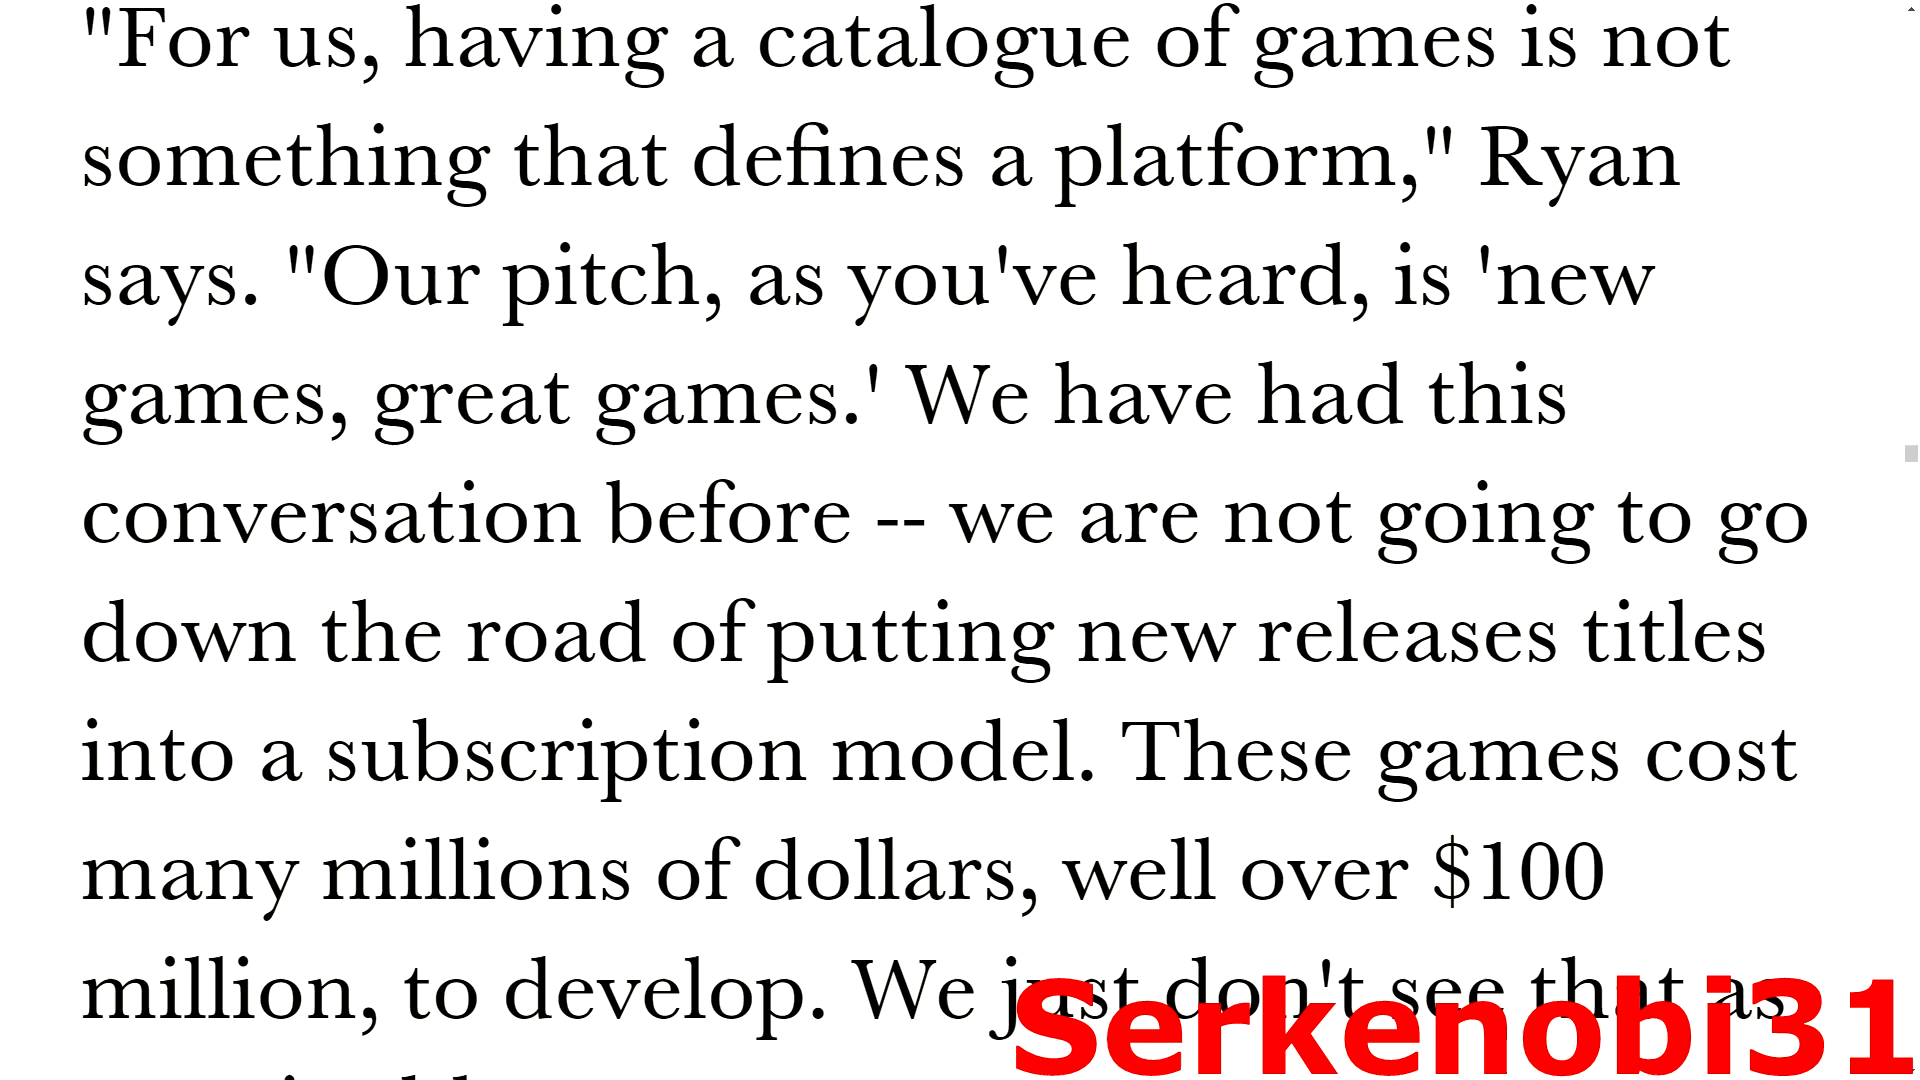 "For us, having a catalogue of games is not
something that defines a platform," Ryan
says. "Our pitch, as you've heard, is 'new
games, great games.' We have had this
conversation before -- we are not going to go
down the road of putting new releases titles
into a subscription model. These games cost
many millions of dollars, well over $100
million, to develop. We just don't see that as
Serkenobi31